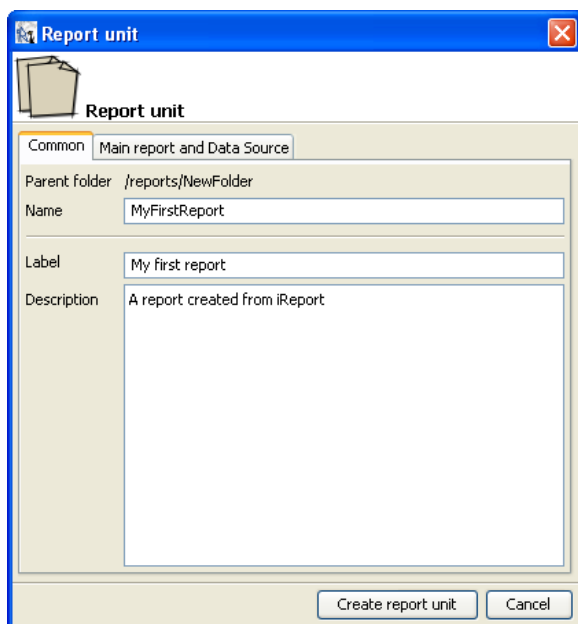 Report unit
Report unit
Common Main report and Data Source
Parent folder /reports/NewFolder
Name MyFirstReport
Label My first report
Description A report created from iReport
Create report unit Cancel